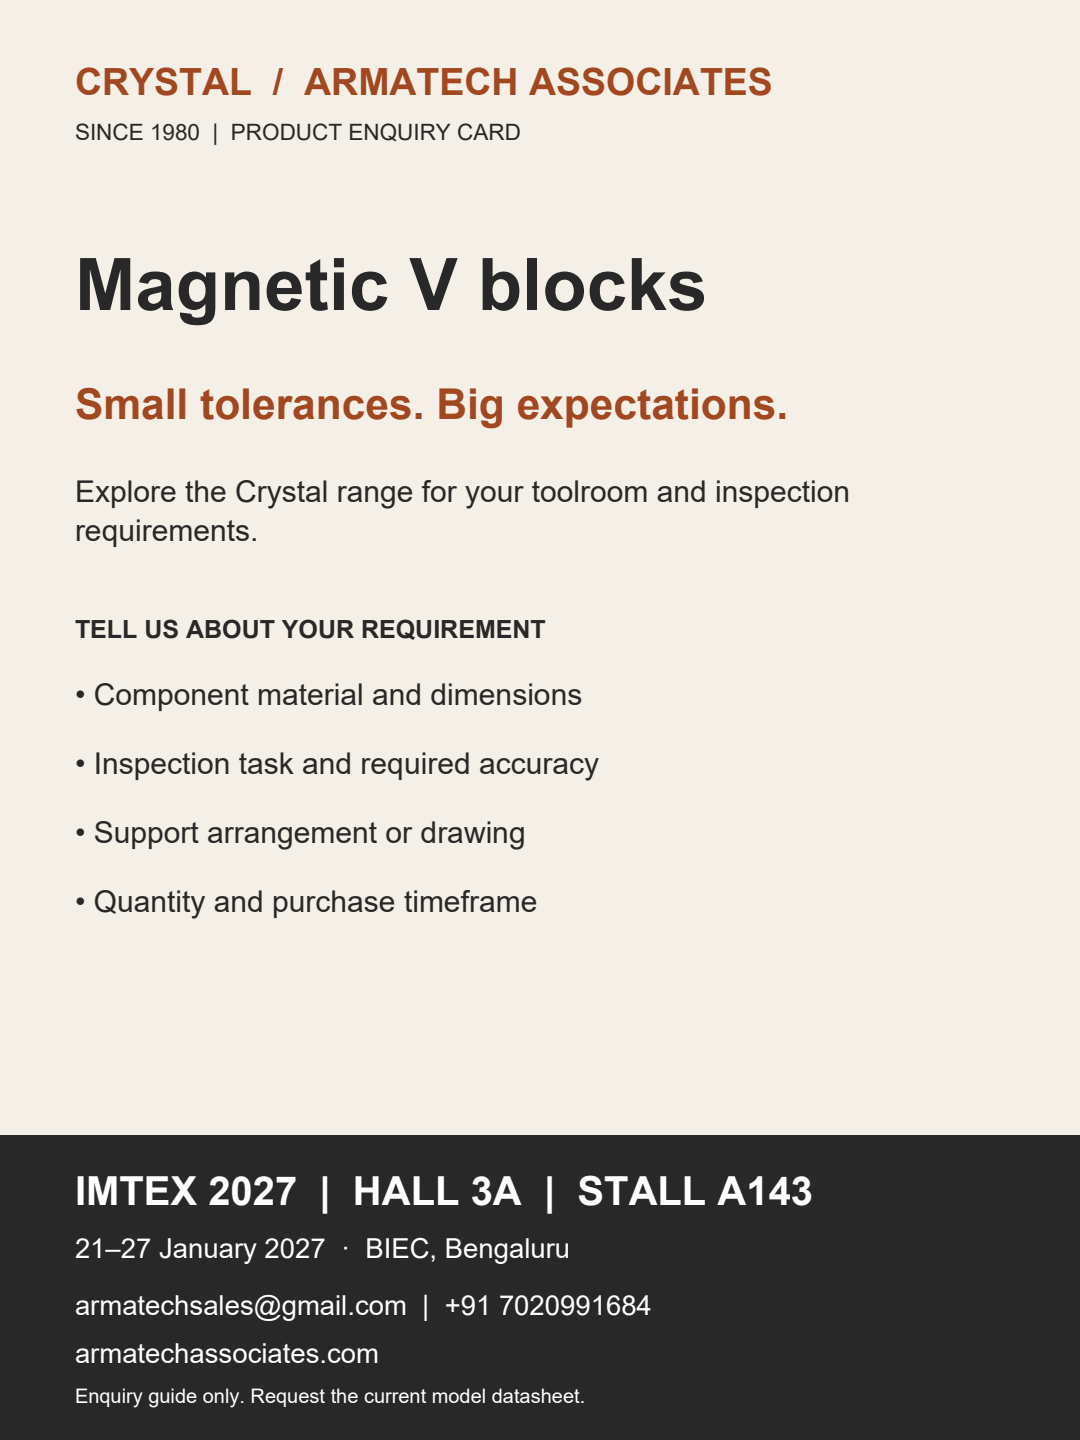 CRYSTAL / ARMATECH ASSOCIATES
SINCE 1980 | PRODUCT ENQUIRY CARD
Magnetic V blocks
Small tolerances. Big expectations.
Explore the Crystal range for your toolroom and inspection
requirements.
TELL US ABOUT YOUR REQUIREMENT
• Component material and dimensions
• Inspection task and required accuracy
• Support arrangement or drawing
• Quantity and purchase timeframe
IMTEX 2027 | HALL 3A | STALL A143
21–27 January 2027 · BIEC, Bengaluru
armatechsales@gmail.com | +91 7020991684
armatechassociates.com
Enquiry guide only. Request the current model datasheet.